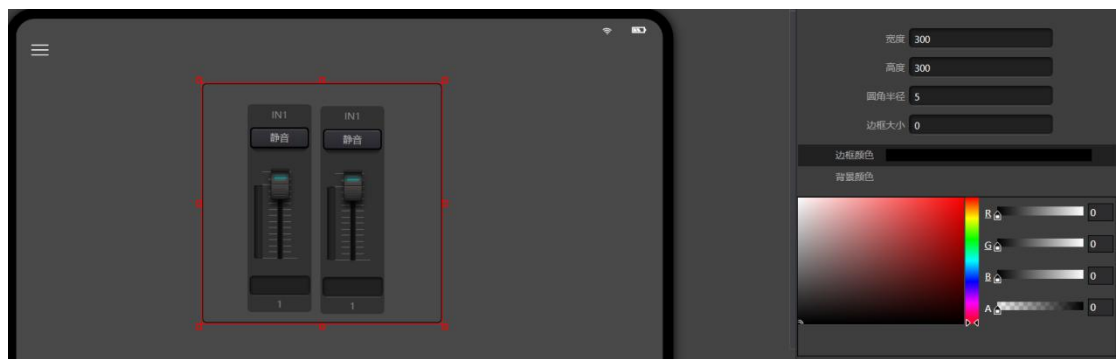 IN1
IN1
静音
静音
1
1
宽度 300
高度 300
圆角半径 5
边框大小 0
边框颜色
背景颜色
R 0
G 0
B 0
A 0